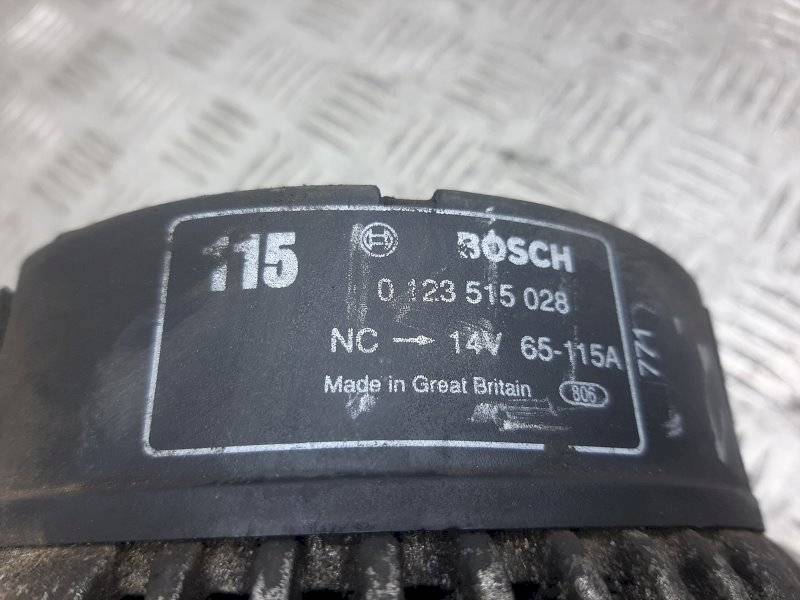 115 BOSCH
0 123 515 028
NC → 14V 65-115A
Made in Great Britain 806
771